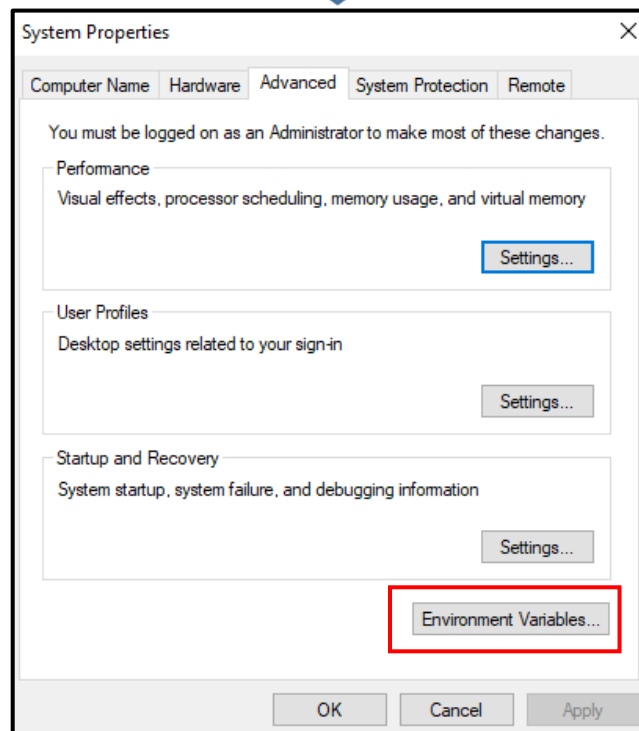 System Properties
Computer Name Hardware Advanced System Protection Remote
You must be logged on as an Administrator to make most of these changes.
Performance
Visual effects, processor scheduling, memory usage, and virtual memory
Settings...
User Profiles
Desktop settings related to your sign-in
Settings...
Startup and Recovery
System startup, system failure, and debugging information
Settings...
Environment Variables...
OK Cancel Apply